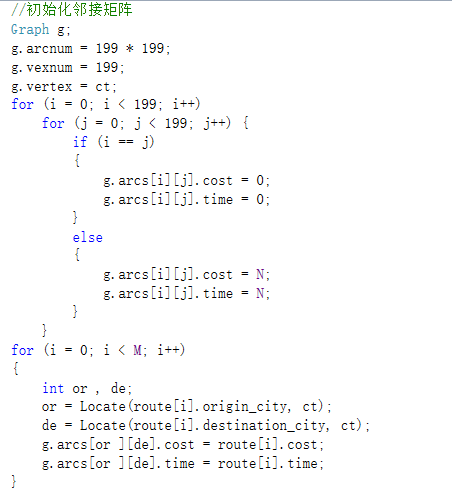 //初始化邻接矩阵
Graph g;
g.arcnum = 199 * 199;
g.vexnum = 199;
g.vertex = ct;
for (i = 0; i < 199; i++)
    for (j = 0; j < 199; j++) {
        if (i == j)
        {
            g.arcs[i][j].cost = 0;
            g.arcs[i][j].time = 0;
        }
        else
        {
            g.arcs[i][j].cost = N;
            g.arcs[i][j].time = N;
        }
    }
for (i = 0; i < M; i++)
{
    int or , de;
    or = Locate(route[i].origin_city, ct);
    de = Locate(route[i].destination_city, ct);
    g.arcs[or ][de].cost = route[i].cost;
    g.arcs[or ][de].time = route[i].time;
}